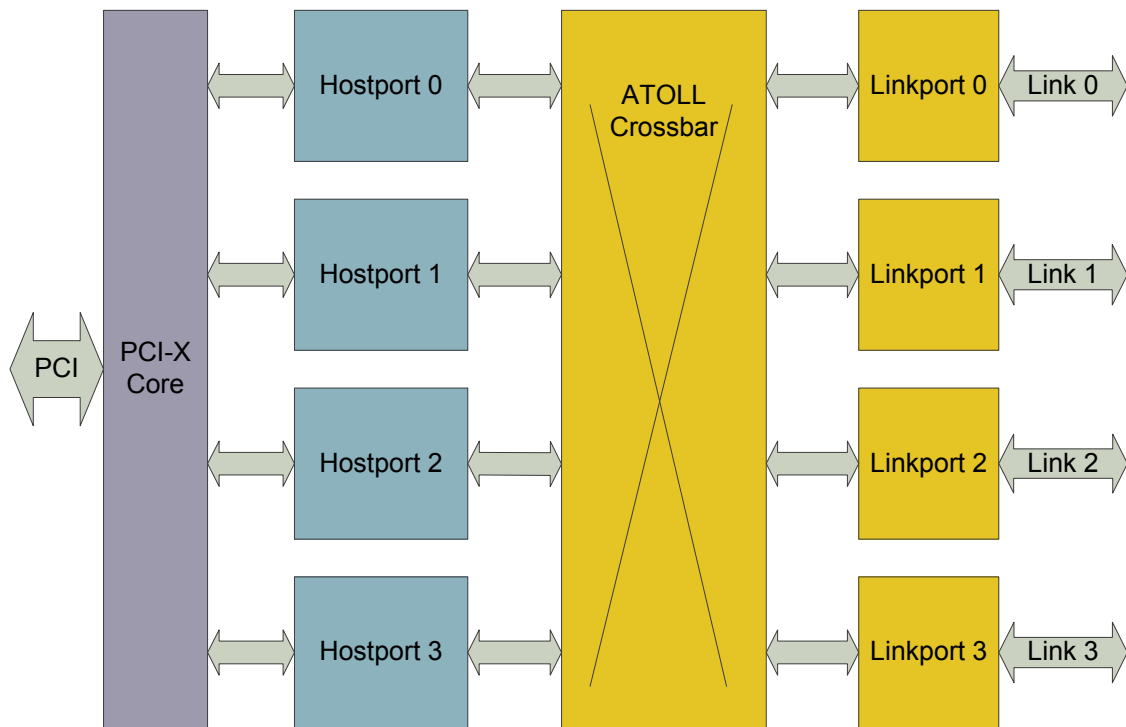 Hostport 0
ATOLL
Crossbar
Linkport 0
Link 0
Hostport 1
Linkport 1
Link 1
PCI
PCI-X
Core
Hostport 2
Linkport 2
Link 2
Hostport 3
Linkport 3
Link 3